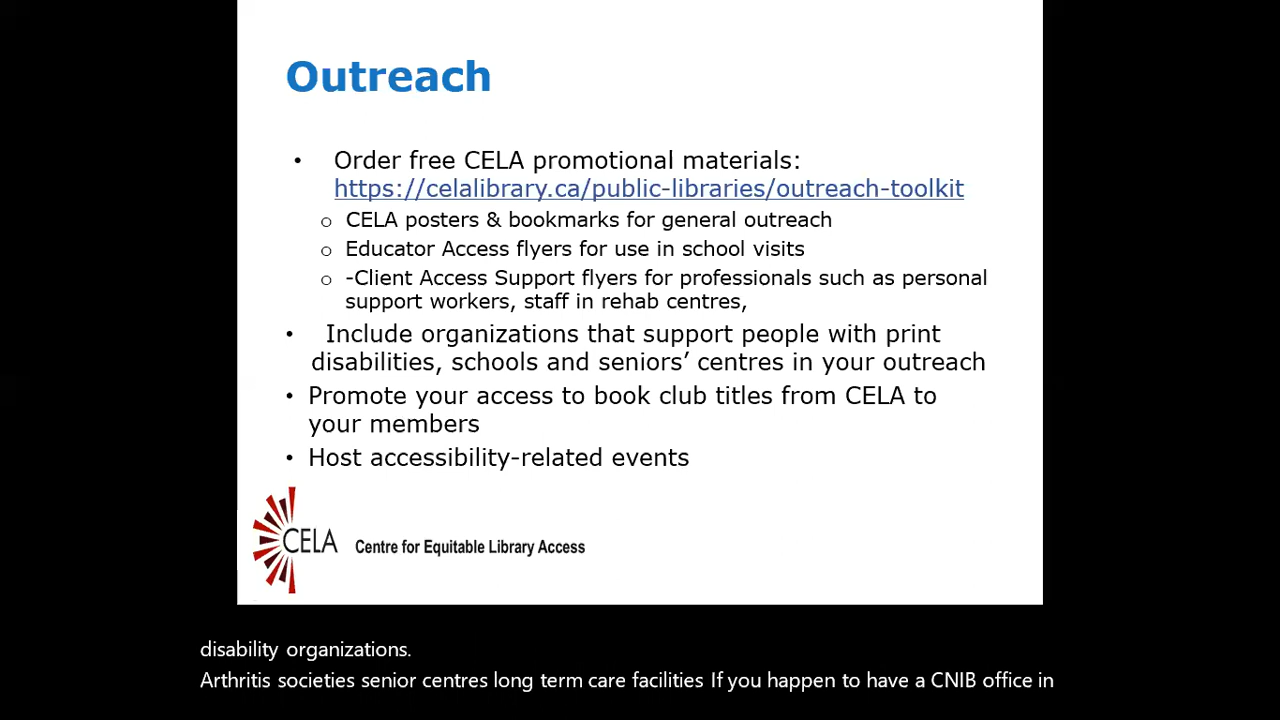 Outreach
• Order free CELA promotional materials:
https://celalibrary.ca/public-libraries/outreach-toolkit
o CELA posters & bookmarks for general outreach
o Educator Access flyers for use in school visits
o -Client Access Support flyers for professionals such as personal
support workers, staff in rehab centres,
• Include organizations that support people with print
disabilities, schools and seniors’ centres in your outreach
• Promote your access to book club titles from CELA to
your members
• Host accessibility-related events
CELA Centre for Equitable Library Access
disability organizations.
Arthritis societies senior centres long term care facilities If you happen to have a CNIB office in